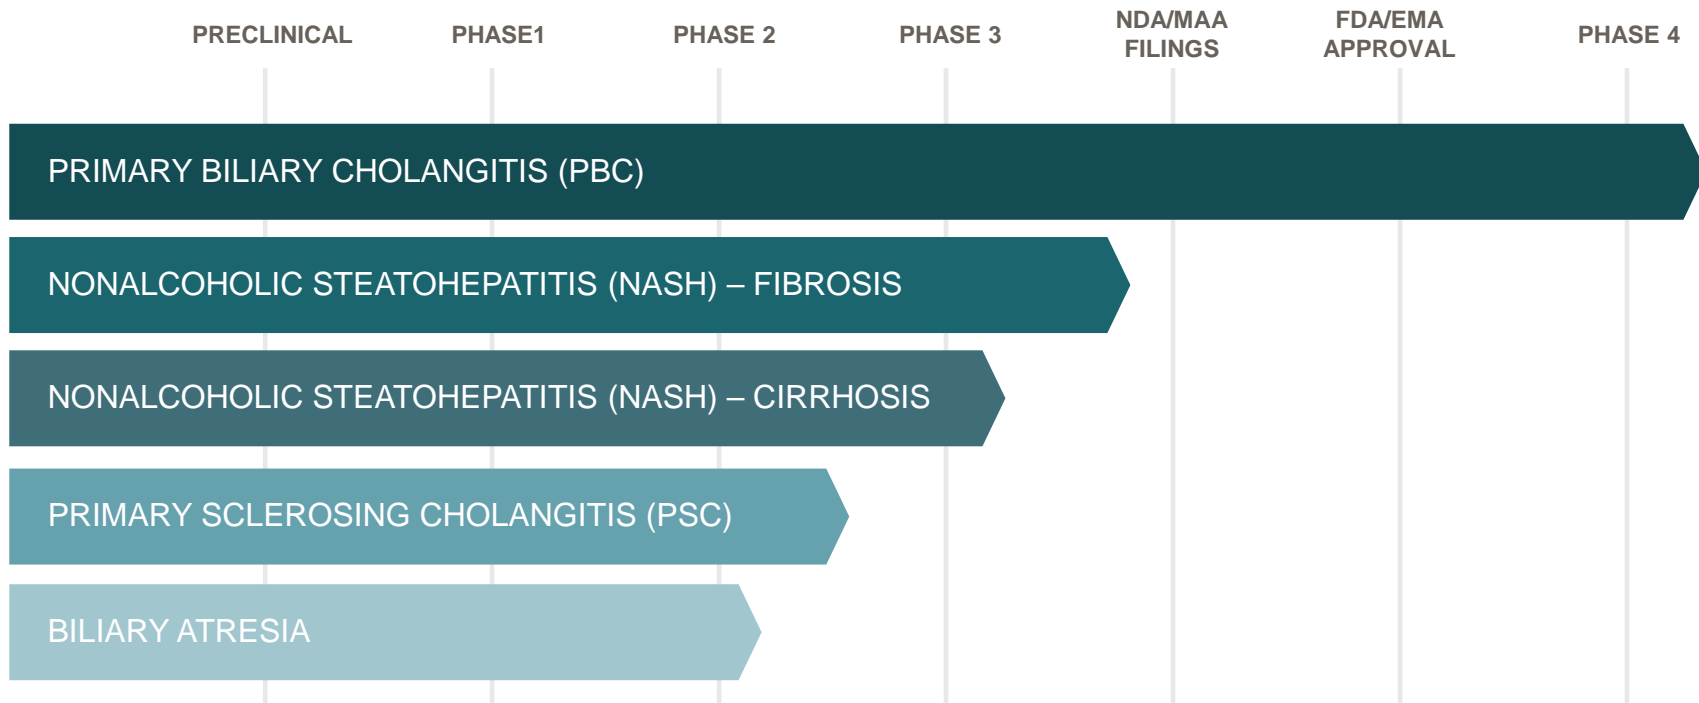 PRECLINICAL
PHASE1
PHASE 2
PHASE 3
NDA/MAA
FILINGS
FDA/EMA
APPROVAL
PHASE 4
PRIMARY BILIARY CHOLANGITIS (PBC)
NONALCOHOLIC STEATOHEPATITIS (NASH) – FIBROSIS
NONALCOHOLIC STEATOHEPATITIS (NASH) – CIRRHOSIS
PRIMARY SCLEROSING CHOLANGITIS (PSC)
BILIARY ATRESIA